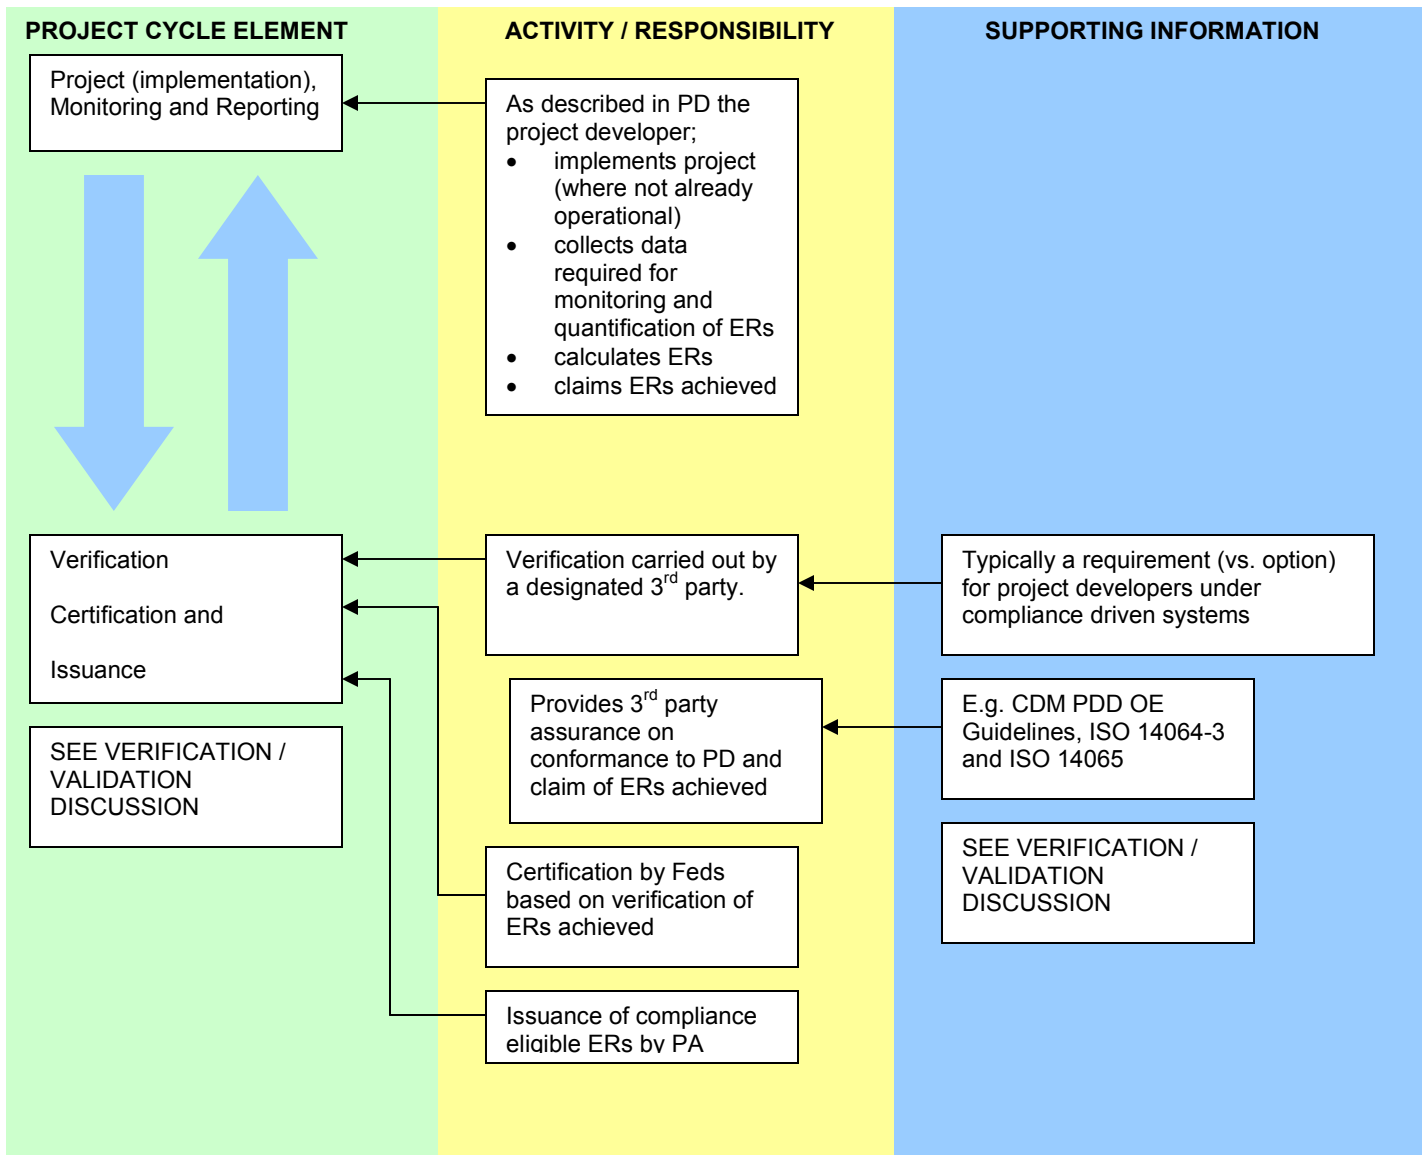 PROJECT CYCLE ELEMENT
ACTIVITY / RESPONSIBILITY
SUPPORTING INFORMATION
Project (implementation),
Monitoring and Reporting
As described in PD the
project developer;
• implements project
(where not already
operational)
• collects data
required for
monitoring and
quantification of ERs
• calculates ERs
• claims ERs achieved
Verification
Certification and
Issuance
Verification carried out by
a designated 3rd party.
Typically a requirement (vs. option)
for project developers under
compliance driven systems
Provides 3rd party
assurance on
conformance to PD and
claim of ERs achieved
E.g. CDM PDD OE
Guidelines, ISO 14064-3
and ISO 14065
SEE VERIFICATION /
VALIDATION
DISCUSSION
SEE VERIFICATION /
VALIDATION
DISCUSSION
Certification by Feds
based on verification of
ERs achieved
Issuance of compliance
eligible ERs by PA